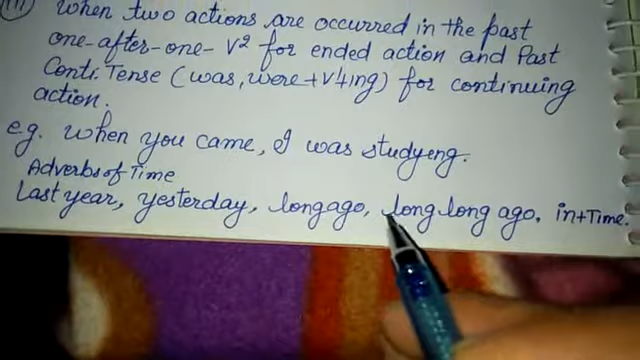 (iii) When two actions are occurred in the past
one-after-one- V² for ended action and Past
Conti. Tense (was, were + V4ing) for continuing
action.
e.g. When you came, I was studyeng.
Adverbs of Time
Last year, yesterday, long ago, long long ago, in+Time.